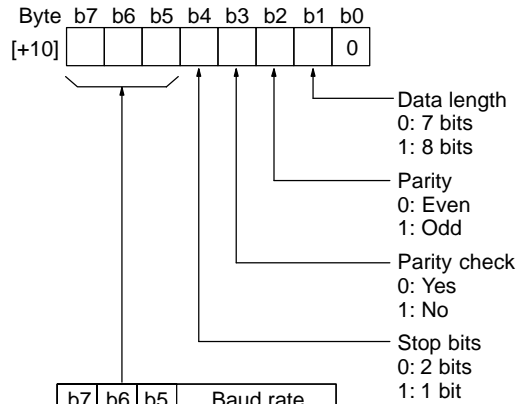 Byte b7 b6 b5 b4 b3 b2 b1 b0
[+10] 0
Data length
0: 7 bits
1: 8 bits
Parity
0: Even
1: Odd
Parity check
0: Yes
1: No
Stop bits
0: 2 bits
1: 1 bit
b7 b6 b5 Baud rate